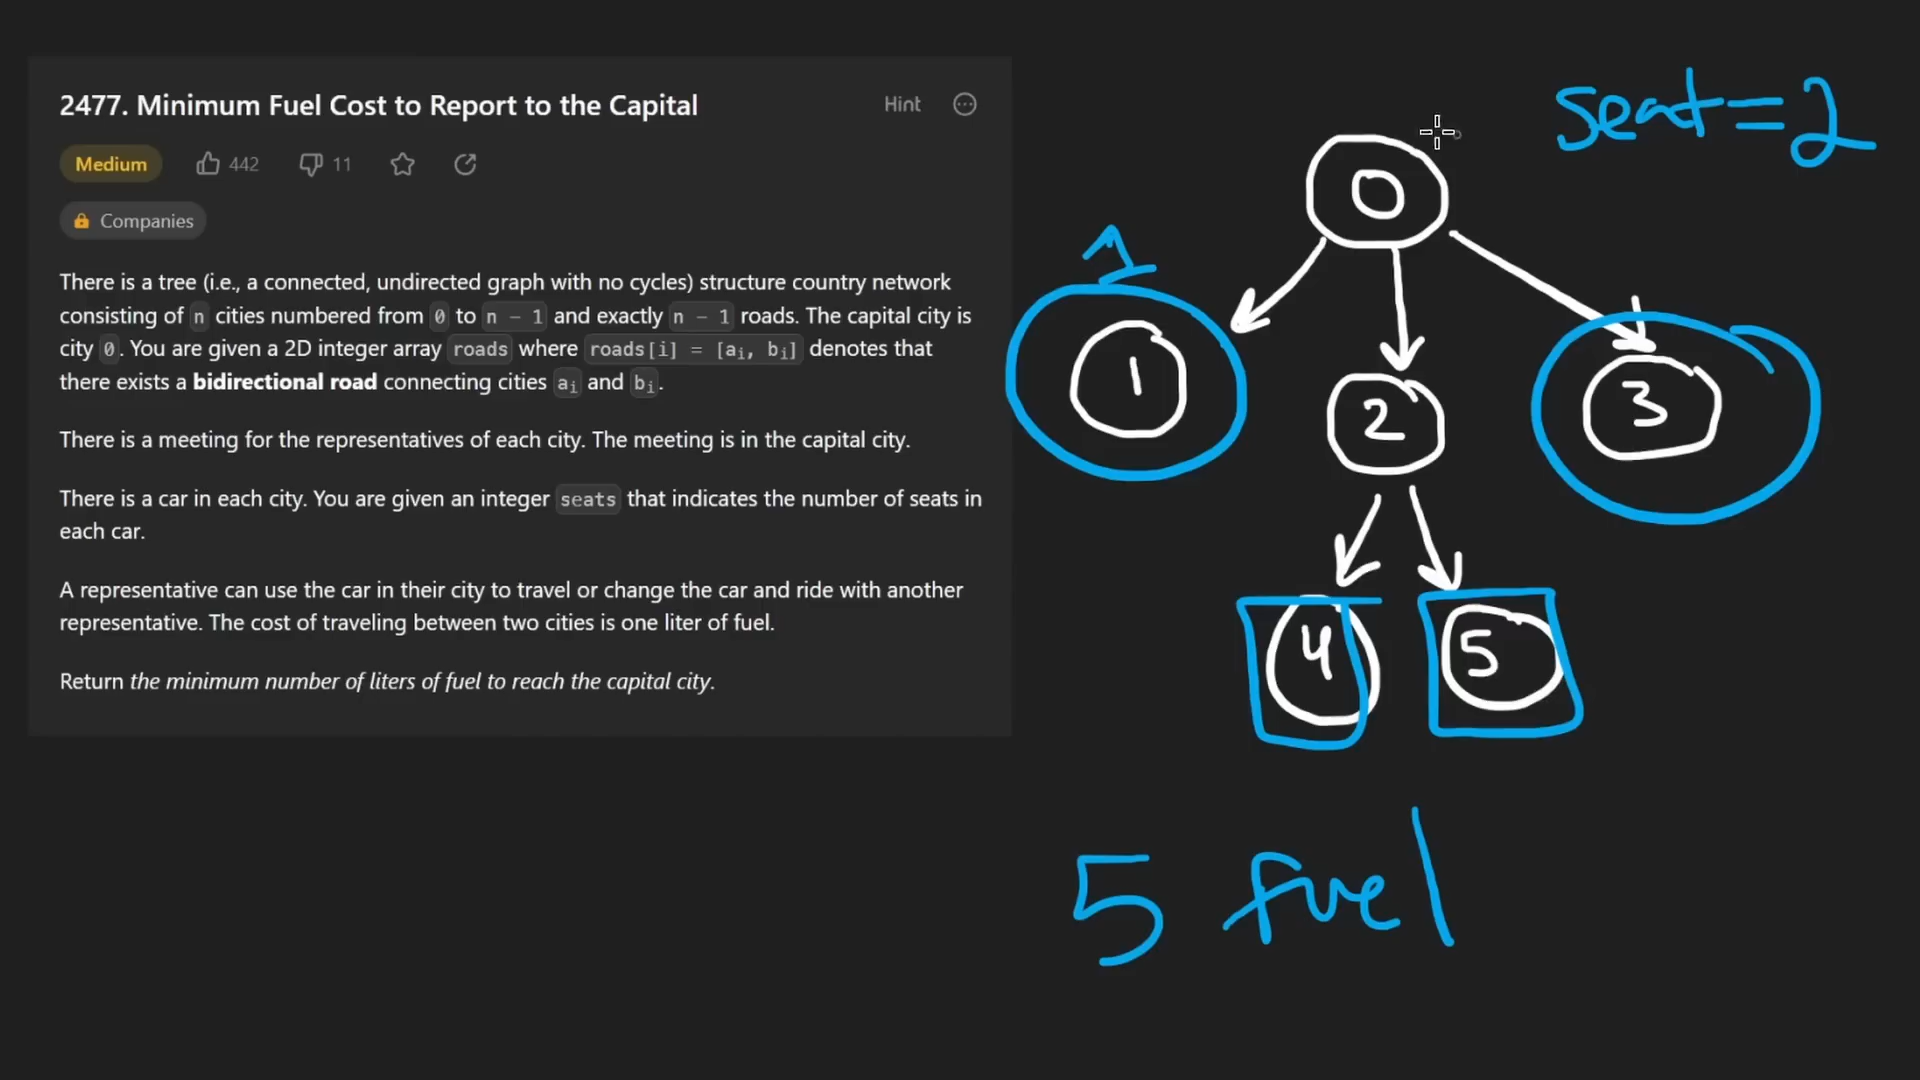 2477. Minimum Fuel Cost to Report to the Capital
Hint
Medium 442 11
Companies
There is a tree (i.e., a connected, undirected graph with no cycles) structure country network
consisting of n cities numbered from 0 to n - 1 and exactly n - 1 roads. The capital city is
city 0. You are given a 2D integer array roads where roads[i] = [aᵢ, bᵢ] denotes that
there exists a bidirectional road connecting cities aᵢ and bᵢ.
There is a meeting for the representatives of each city. The meeting is in the capital city.
There is a car in each city. You are given an integer seats that indicates the number of seats in
each car.
A representative can use the car in their city to travel or change the car and ride with another
representative. The cost of traveling between two cities is one liter of fuel.
Return the minimum number of liters of fuel to reach the capital city.
seat=2
0
1
1
2
3
4
5
5 fuel